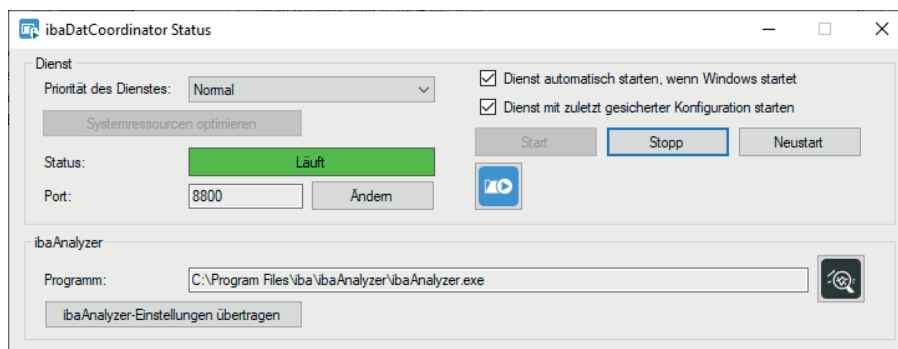 ibaDatCoordinator Status
Dienst
Priorität des Dienstes: Normal
Dienst automatisch starten, wenn Windows startet
Dienst mit zuletzt gesicherter Konfiguration starten
Systemressourcen optimieren
Start Stopp Neustart
Status: Läuft
Port: 8800 Ändern
ibaAnalyzer
Programm: C:\Program Files\iba\ibaAnalyzer\ibaAnalyzer.exe
ibaAnalyzer-Einstellungen übertragen